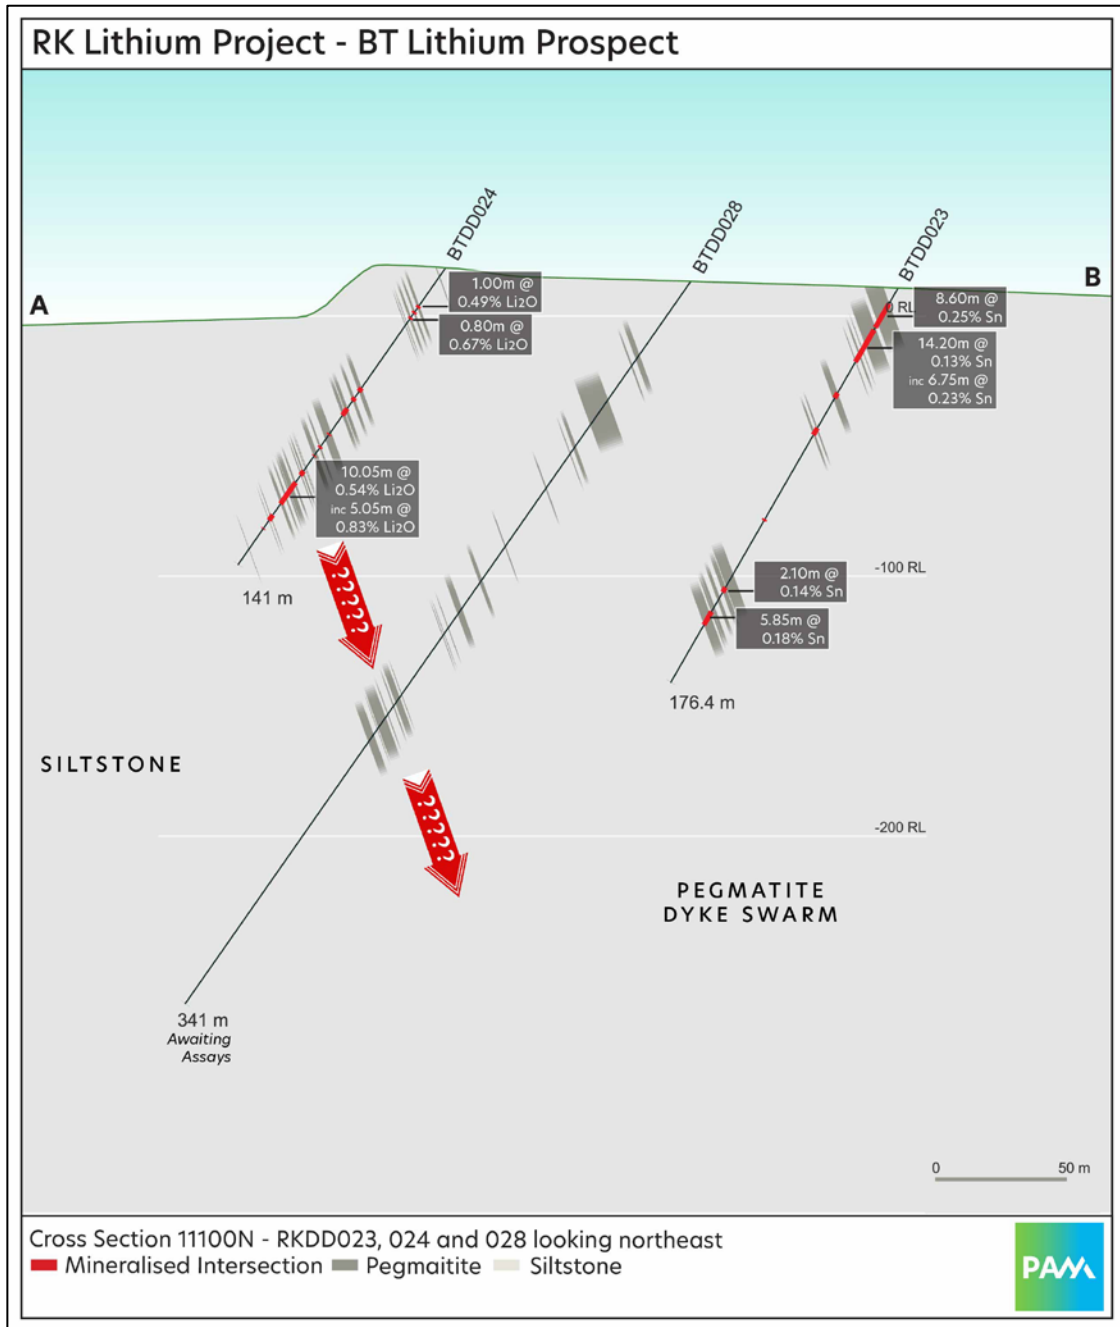 RK Lithium Project - BT Lithium Prospect
BTDD024
BTDD028
BTDD023
A
B
1.00m @
0.49% Li2O
0.80m @
0.67% Li2O
0 RL
8.60m @
0.25% Sn
14.20m @
0.13% Sn
inc 6.75m @
0.23% Sn
10.05m @
0.54% Li2O
inc 5.05m @
0.83% Li2O
-100 RL
2.10m @
0.14% Sn
5.85m @
0.18% Sn
141 m
?????
176.4 m
SILTSTONE
?????
-200 RL
PEGMATITE
DYKE SWARM
341 m
Awaiting
Assays
0 50 m
Cross Section 11100N - RKDD023, 024 and 028 looking northeast
Mineralised Intersection Pegmaitite Siltstone
PAM